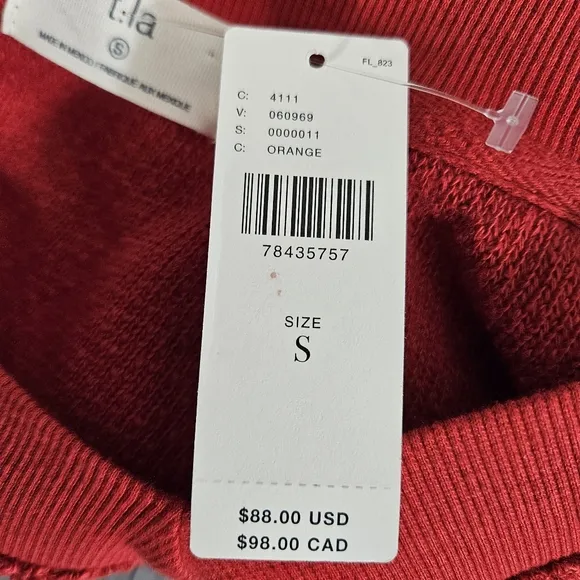 t.la
S
MADE IN MEXICO / FABRIQUÉ AUX MEXIQUE
FL_823
C: 4111
V: 060969
S: 0000011
C: ORANGE
78435757
SIZE
S
$88.00 USD
$98.00 CAD